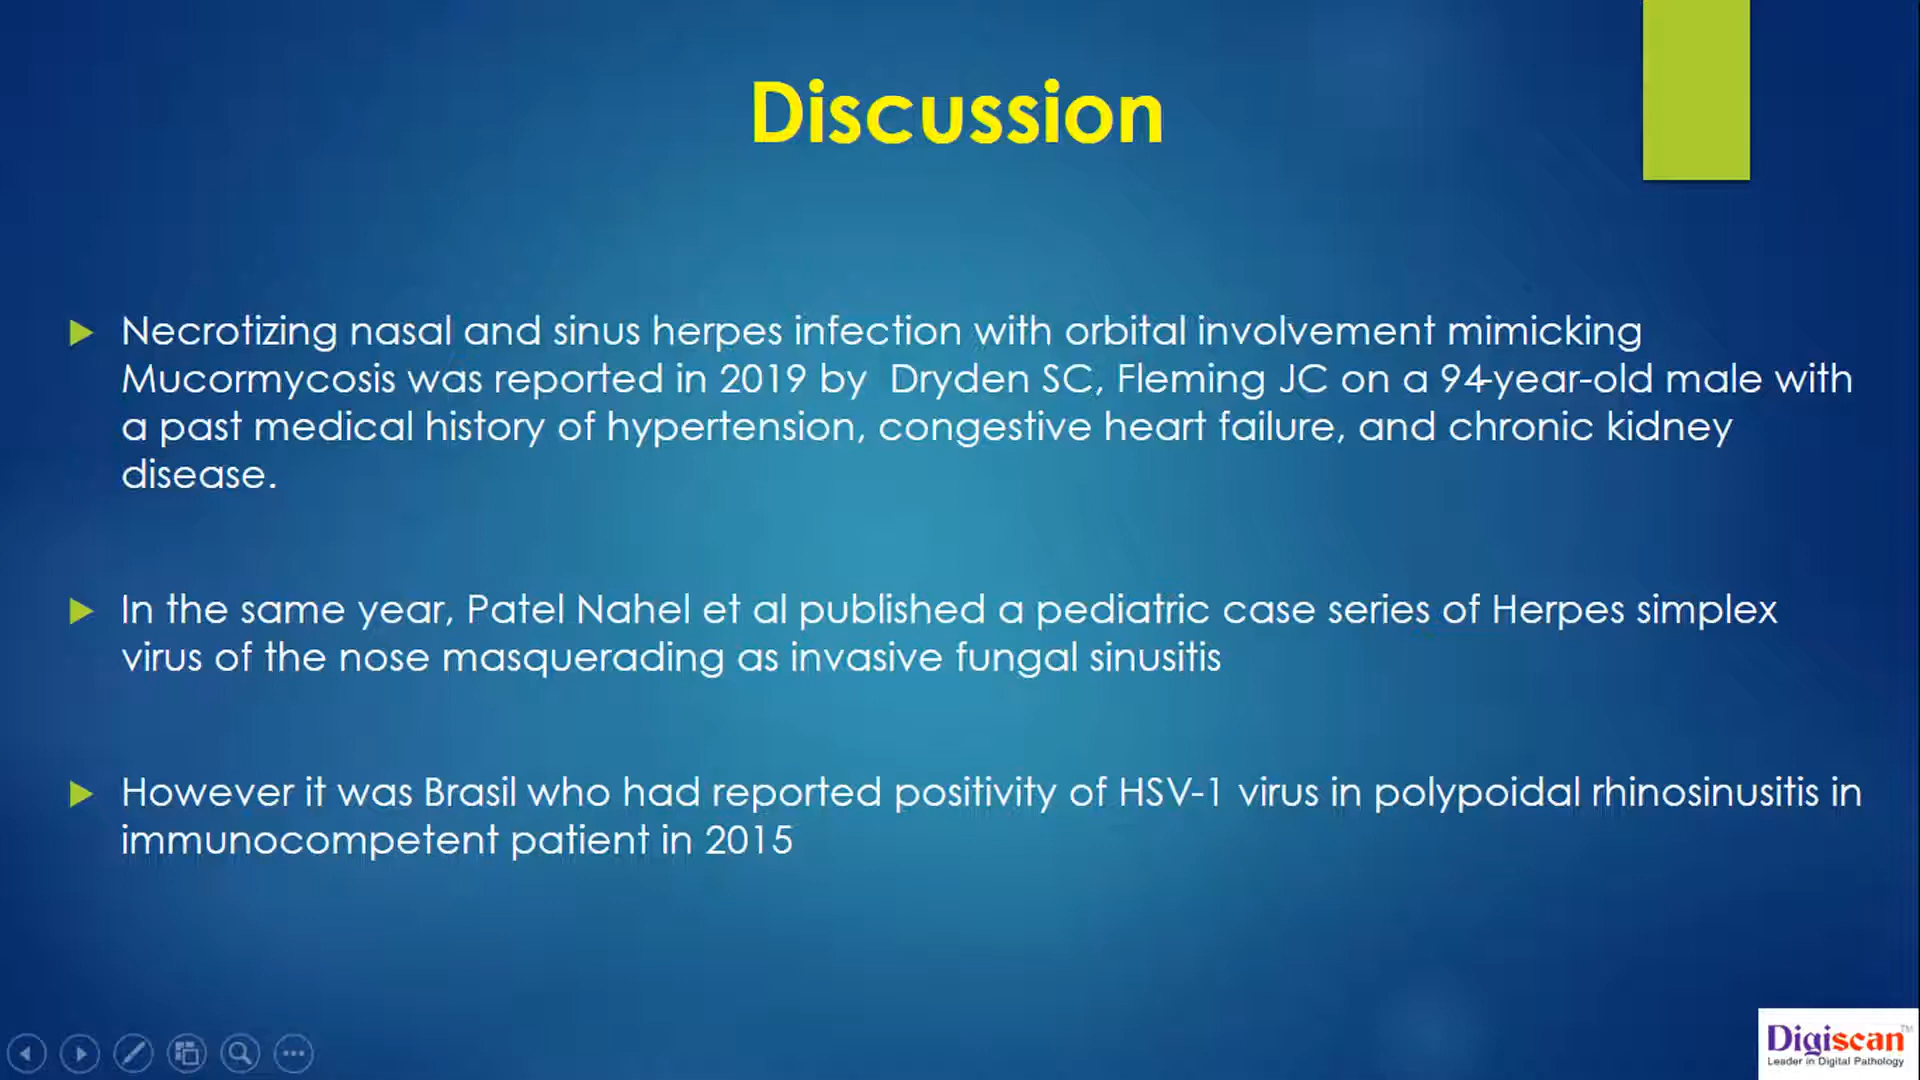 Discussion
Necrotizing nasal and sinus herpes infection with orbital involvement mimicking
Mucormycosis was reported in 2019 by Dryden SC, Fleming JC on a 94-year-old male with
a past medical history of hypertension, congestive heart failure, and chronic kidney
disease.
In the same year, Patel Nahel et al published a pediatric case series of Herpes simplex
virus of the nose masquerading as invasive fungal sinusitis
However it was Brasil who had reported positivity of HSV-1 virus in polypoidal rhinosinusitis in
immunocompetent patient in 2015
Digiscan™
Leader in Digital Pathology